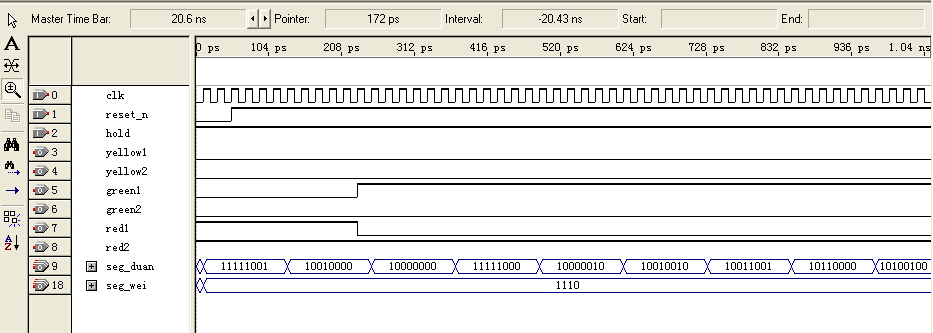 Master Time Bar: 20.6 ns Pointer: 172 ps Interval: -20.43 ns Start: End:
0 ps 104 ps 208 ps 312 ps 416 ps 520 ps 624 ps 728 ps 832 ps 936 ps 1.04 ns
0 clk
1 reset_n
2 hold
3 yellow1
4 yellow2
5 green1
6 green2
7 red1
8 red2
9 seg_duan 11111001 10010000 10000000 11111000 10000010 10010010 10011001 10110000 10100100
18 seg_wei 1110